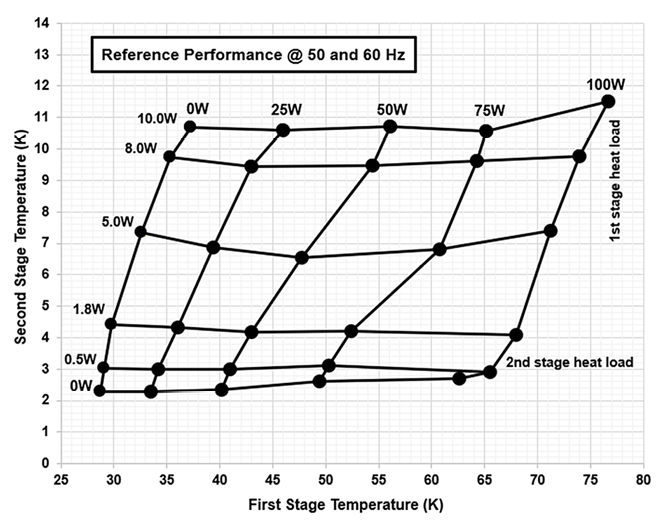 Reference Performance @ 50 and 60 Hz
14
13
12
11
10
9
8
7
6
5
4
3
2
1
0
Second Stage Temperature (K)
0W
25W
50W
75W
100W
10.0W
8.0W
5.0W
1.8W
0.5W
0W
1st stage heat load
2nd stage heat load
25
30
35
40
45
50
55
60
65
70
75
80
First Stage Temperature (K)